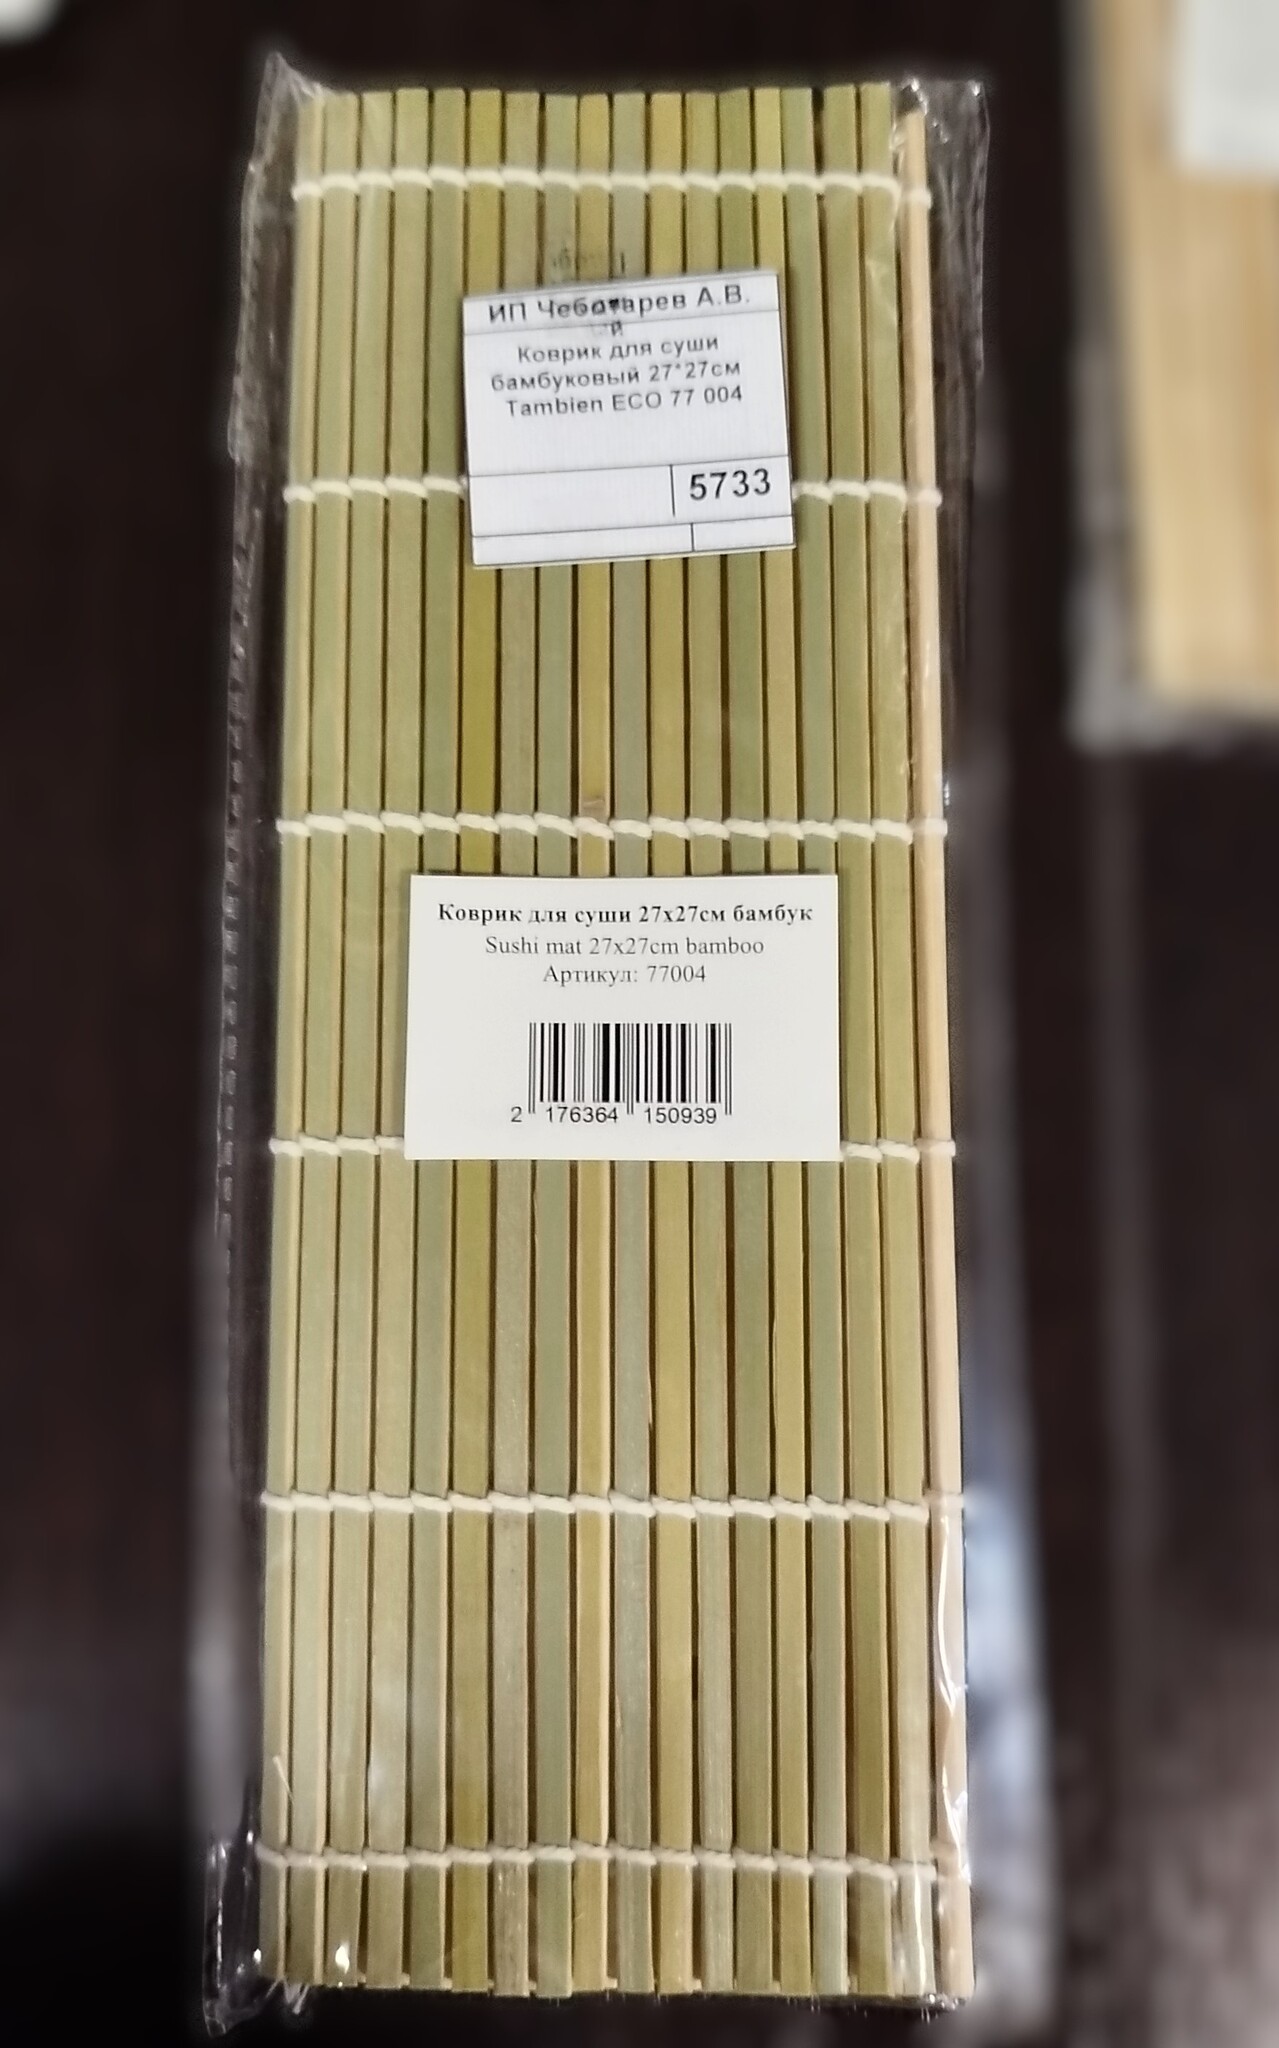 ИП Чеботарев А.В.
й
Коврик для суши
бамбуковый 27*27см
Tambien ECO 77 004
5733
Коврик для суши 27x27см бамбук
Sushi mat 27x27cm bamboo
Артикул: 77004
2 176364 150939